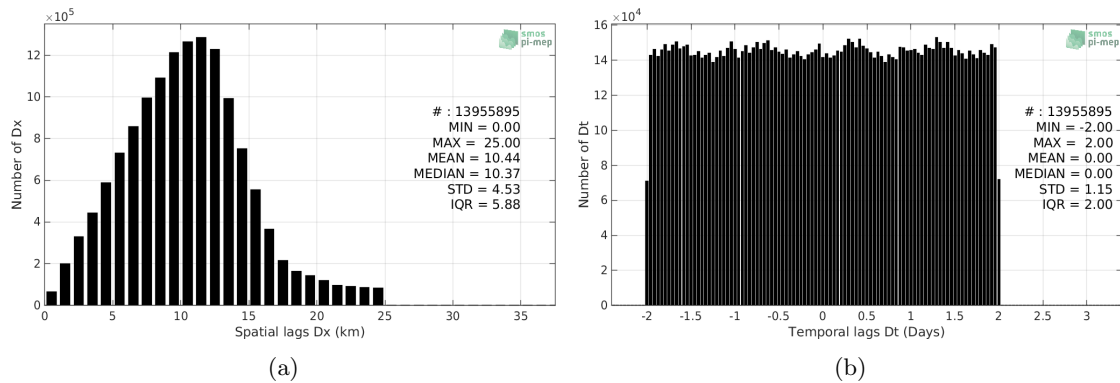 ×10⁵
12
10
8
6
4
2
0
Number of Dx
0 5 10 15 20 25 30 35
Spatial lags Dx (km)
smos
pi-mep
# : 13955895
MIN = 0.00
MAX = 25.00
MEAN = 10.44
MEDIAN = 10.37
STD = 4.53
IQR = 5.88
(a)
×10⁴
16
14
12
10
8
6
4
2
0
Number of Dt
-2 -1.5 -1 -0.5 0 0.5 1 1.5 2 2.5 3
Temporal lags Dt (Days)
smos
pi-mep
# : 13955895
MIN = -2.00
MAX = 2.00
MEAN = 0.00
MEDIAN = 0.00
STD = 1.15
IQR = 2.00
(b)